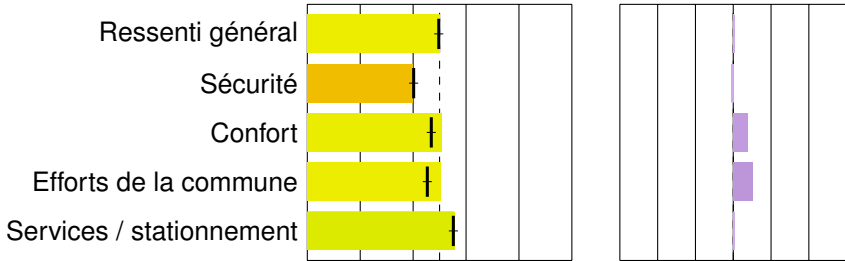 Ressenti général
Sécurité
Confort
Efforts de la commune
Services / stationnement